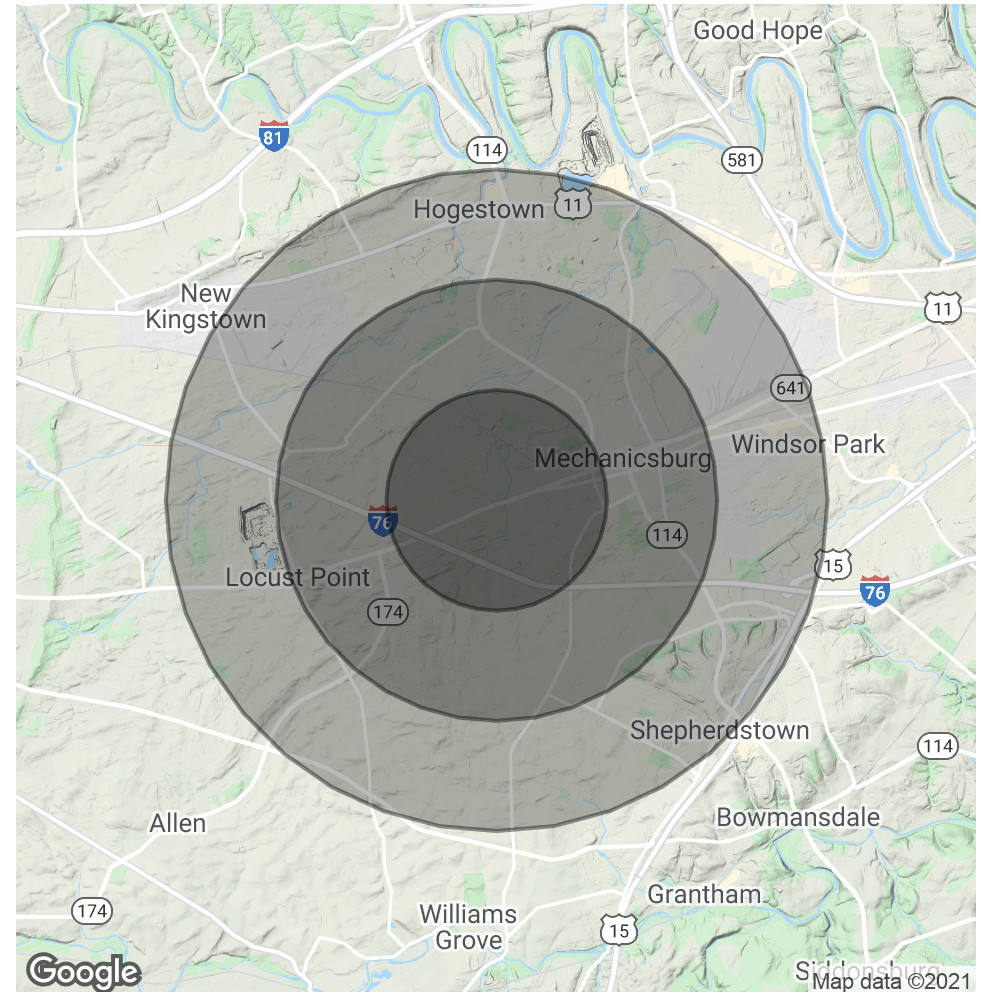 Good Hope
81
114
581
Hogestown
11
New
Kingstown
11
641
Mechanicsburg
Windsor Park
76
114
Locust Point
15
76
174
Shepherdstown
114
Allen
Bowmansdale
Grantham
174
Williams
Grove
15
Siddonsburg
Google
Map data ©2021